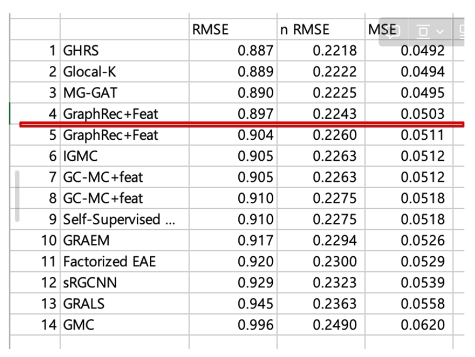 RMSE n RMSE MSE
1 GHRS 0.887 0.2218 0.0492
2 Glocal-K 0.889 0.2222 0.0494
3 MG-GAT 0.890 0.2225 0.0495
4 GraphRec+Feat 0.897 0.2243 0.0503
5 GraphRec+Feat 0.904 0.2260 0.0511
6 IGMC 0.905 0.2263 0.0512
7 GC-MC+feat 0.905 0.2263 0.0512
8 GC-MC+feat 0.910 0.2275 0.0518
9 Self-Supervised ... 0.910 0.2275 0.0518
10 GRAEM 0.917 0.2294 0.0526
11 Factorized EAE 0.920 0.2300 0.0529
12 sRGCNN 0.929 0.2323 0.0539
13 GRALS 0.945 0.2363 0.0558
14 GMC 0.996 0.2490 0.0620